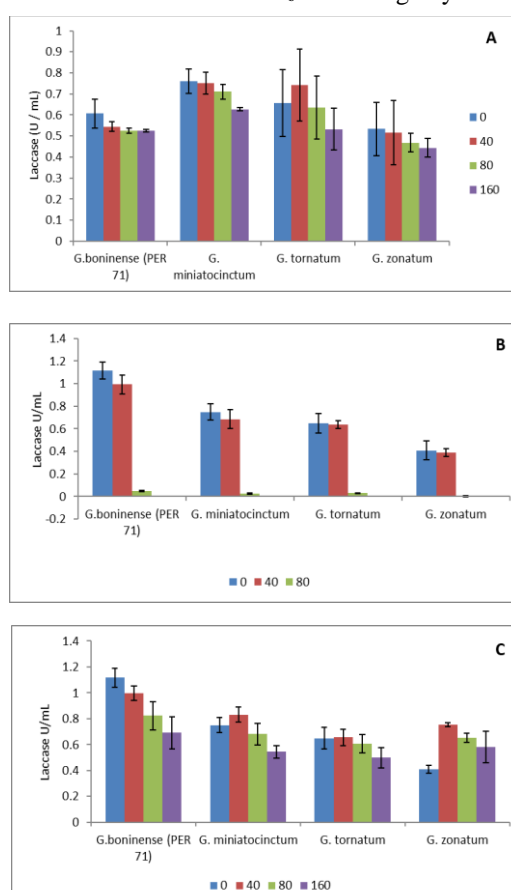 A
1
0.9
0.8
0.7
0.6
0.5
0.4
0.3
0.2
0.1
0
Laccase (U / mL)
G.boninense (PER 71)
G. miniatocinctum
G. tornatum
G. zonatum
0
40
80
160
B
1.4
1.2
1
0.8
0.6
0.4
0.2
0
-0.2
Laccase U/mL
G.boninense (PER 71)
G. miniatocinctum
G. tornatum
G. zonatum
0 40 80
C
1.4
1.2
1
0.8
0.6
0.4
0.2
0
Laccase U/mL
G.boninense (PER 71)
G. miniatocinctum
G. tornatum
G. zonatum
0 40 80 160